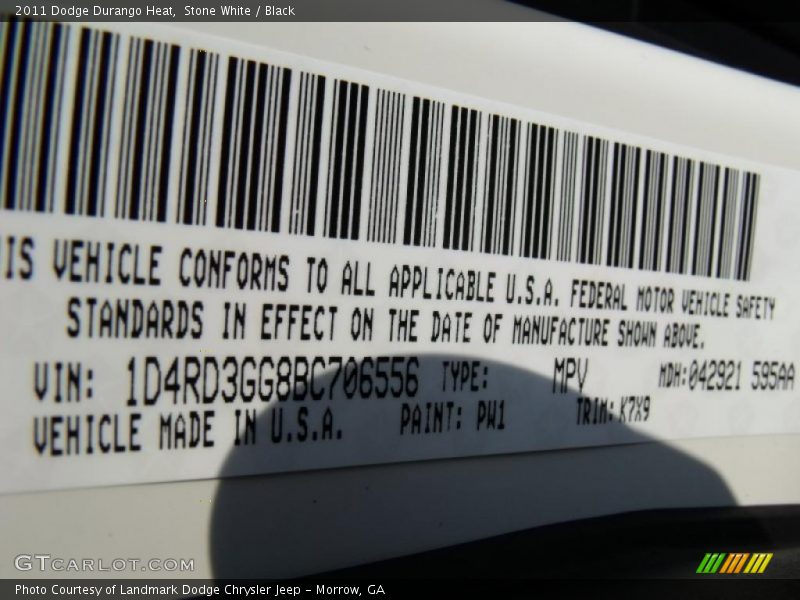 2011 Dodge Durango Heat, Stone White / Black
IS VEHICLE CONFORMS TO ALL APPLICABLE U.S.A. FEDERAL MOTOR VEHICLE SAFETY
STANDARDS IN EFFECT ON THE DATE OF MANUFACTURE SHOWN ABOVE.
VIN: 1D4RD3GG8BC706556 TYPE: MPV MDH:042921 595AA
VEHICLE MADE IN U.S.A. PAINT: PW1 TRIM: K7X9
GTCARLOT.COM
Photo Courtesy of Landmark Dodge Chrysler Jeep - Morrow, GA